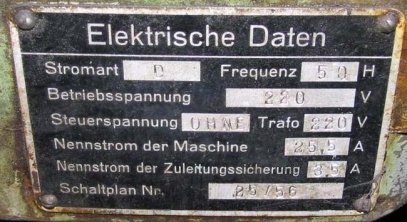 Elektrische Daten
Stromart D Frequenz 50 H
Betriebsspannung 220 V
Steuerspannung OHNE Trafo 220 V
Nennstrom der Maschine 25,5 A
Nennstrom der Zuleitungssicherung 35 A
Schaltplan Nr. 25/56